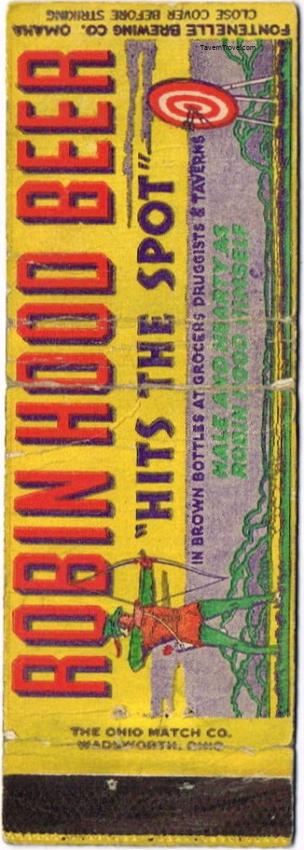 FONTENELLE BREWING CO. OMAHA
CLOSE COVER BEFORE STRIKING
TavernTrove.com
ROBIN HOOD BEER
"HITS THE SPOT"
IN BROWN BOTTLES AT GROCERS DRUGGISTS & TAVERNS
HALE AND HEARTY AS
ROBIN HOOD HIMSELF
THE OHIO MATCH CO.
WADSWORTH, OHIO